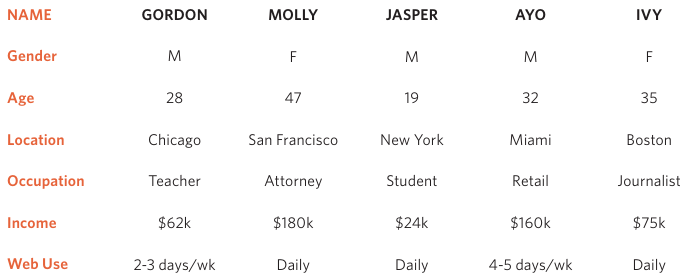 NAME GORDON MOLLY JASPER AYO IVY
Gender M F M M F
Age 28 47 19 32 35
Location Chicago San Francisco New York Miami Boston
Occupation Teacher Attorney Student Retail Journalist
Income $62k $180k $24k $160k $75k
Web Use 2-3 days/wk Daily Daily 4-5 days/wk Daily